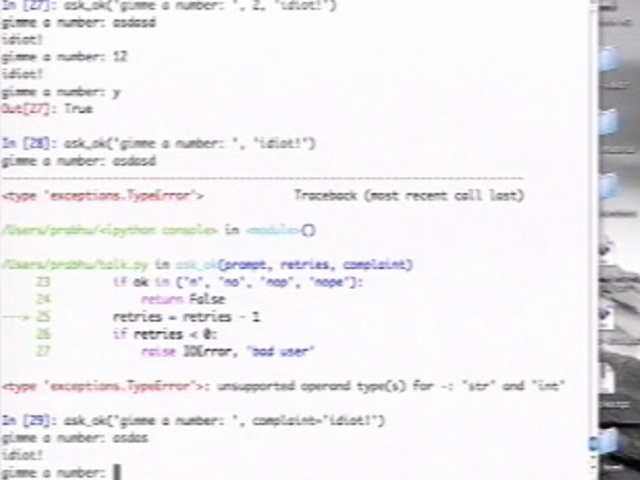 In [27]: ask_ok("gimme a number: ", 2, "idiot!")
gimme a number: asdasd
idiot!
gimme a number: 12
idiot!
gimme a number: y
Out[27]: True
In [28]: ask_ok("gimme a number: ", "idiot!")
gimme a number: asdasd
<type 'exceptions.TypeError'> Traceback (most recent call last)
/Users/prabhu/<ipython console> in <module>()
/Users/prabhu/talk.py in ask_ok(prompt, retries, complaint)
23 if ok in ("n", "no", "nop", "nope"):
24 return False
---> 25 retries = retries - 1
26 if retries < 0:
27 raise IOError, "bad user"
<type 'exceptions.TypeError'>: unsupported operand type(s) for -: 'str' and 'int'
In [29]: ask_ok("gimme a number: ", complaint="idiot!")
gimme a number: asdas
idiot!
gimme a number: